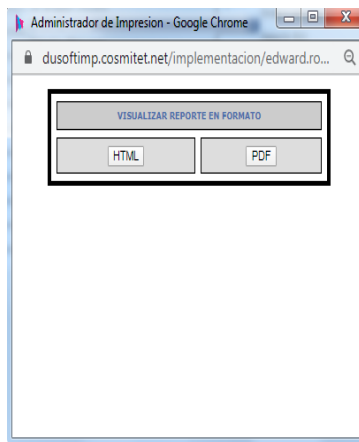 Administrador de Impresion - Google Chrome
dusoftimp.cosmitet.net/implementacion/edward.ro...
VISUALIZAR REPORTE EN FORMATO
HTML PDF